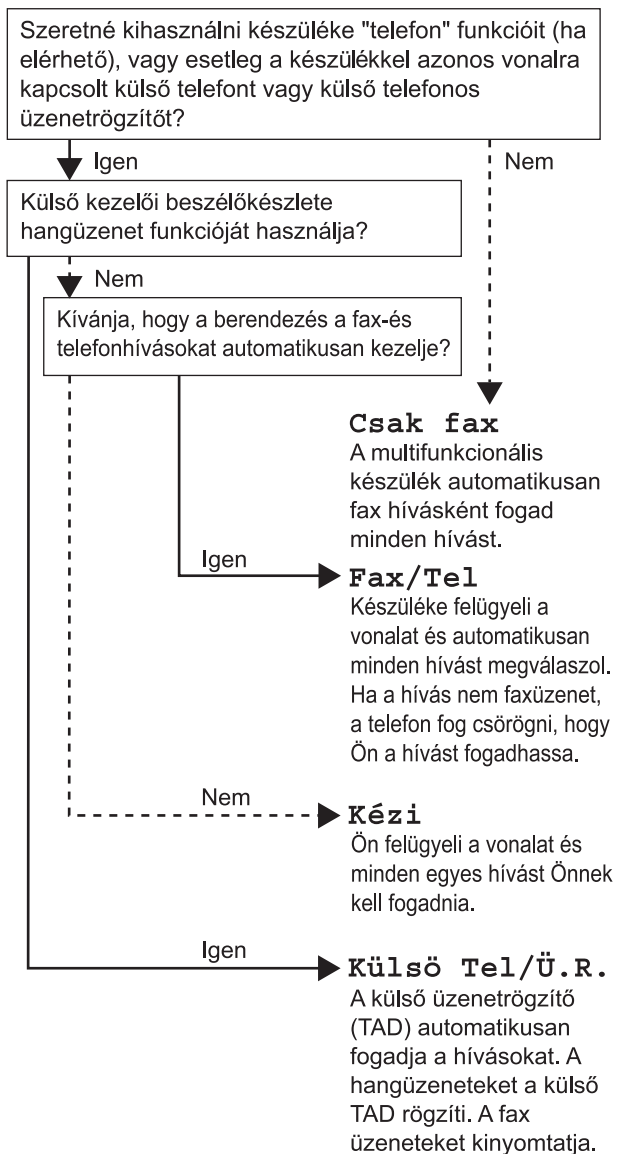 Szeretné kihasználni készüléke "telefon" funkcióit (ha
elérhető), vagy esetleg a készülékkel azonos vonalra
kapcsolt külső telefont vagy külső telefonos
üzenetrögzítőt?
Igen
Nem
Külső kezelői beszélőkészlete
hangüzenet funkcióját használja?
Nem
Kívánja, hogy a berendezés a fax-és
telefonhívásokat automatikusan kezelje?
Csak fax
A multifunkcionális
készülék automatikusan
fax hívásként fogad
minden hívást.
Igen
Fax/Tel
Készüléke felügyeli a
vonalat és automatikusan
minden hívást megválaszol.
Ha a hívás nem faxüzenet,
a telefon fog csörögni, hogy
Ön a hívást fogadhassa.
Nem
Kézi
Ön felügyeli a vonalat és
minden egyes hívást Önnek
kell fogadnia.
Igen
Külsö Tel/Ü.R.
A külső üzenetrögzítő
(TAD) automatikusan
fogadja a hívásokat. A
hangüzeneteket a külső
TAD rögzíti. A fax
üzeneteket kinyomtatja.